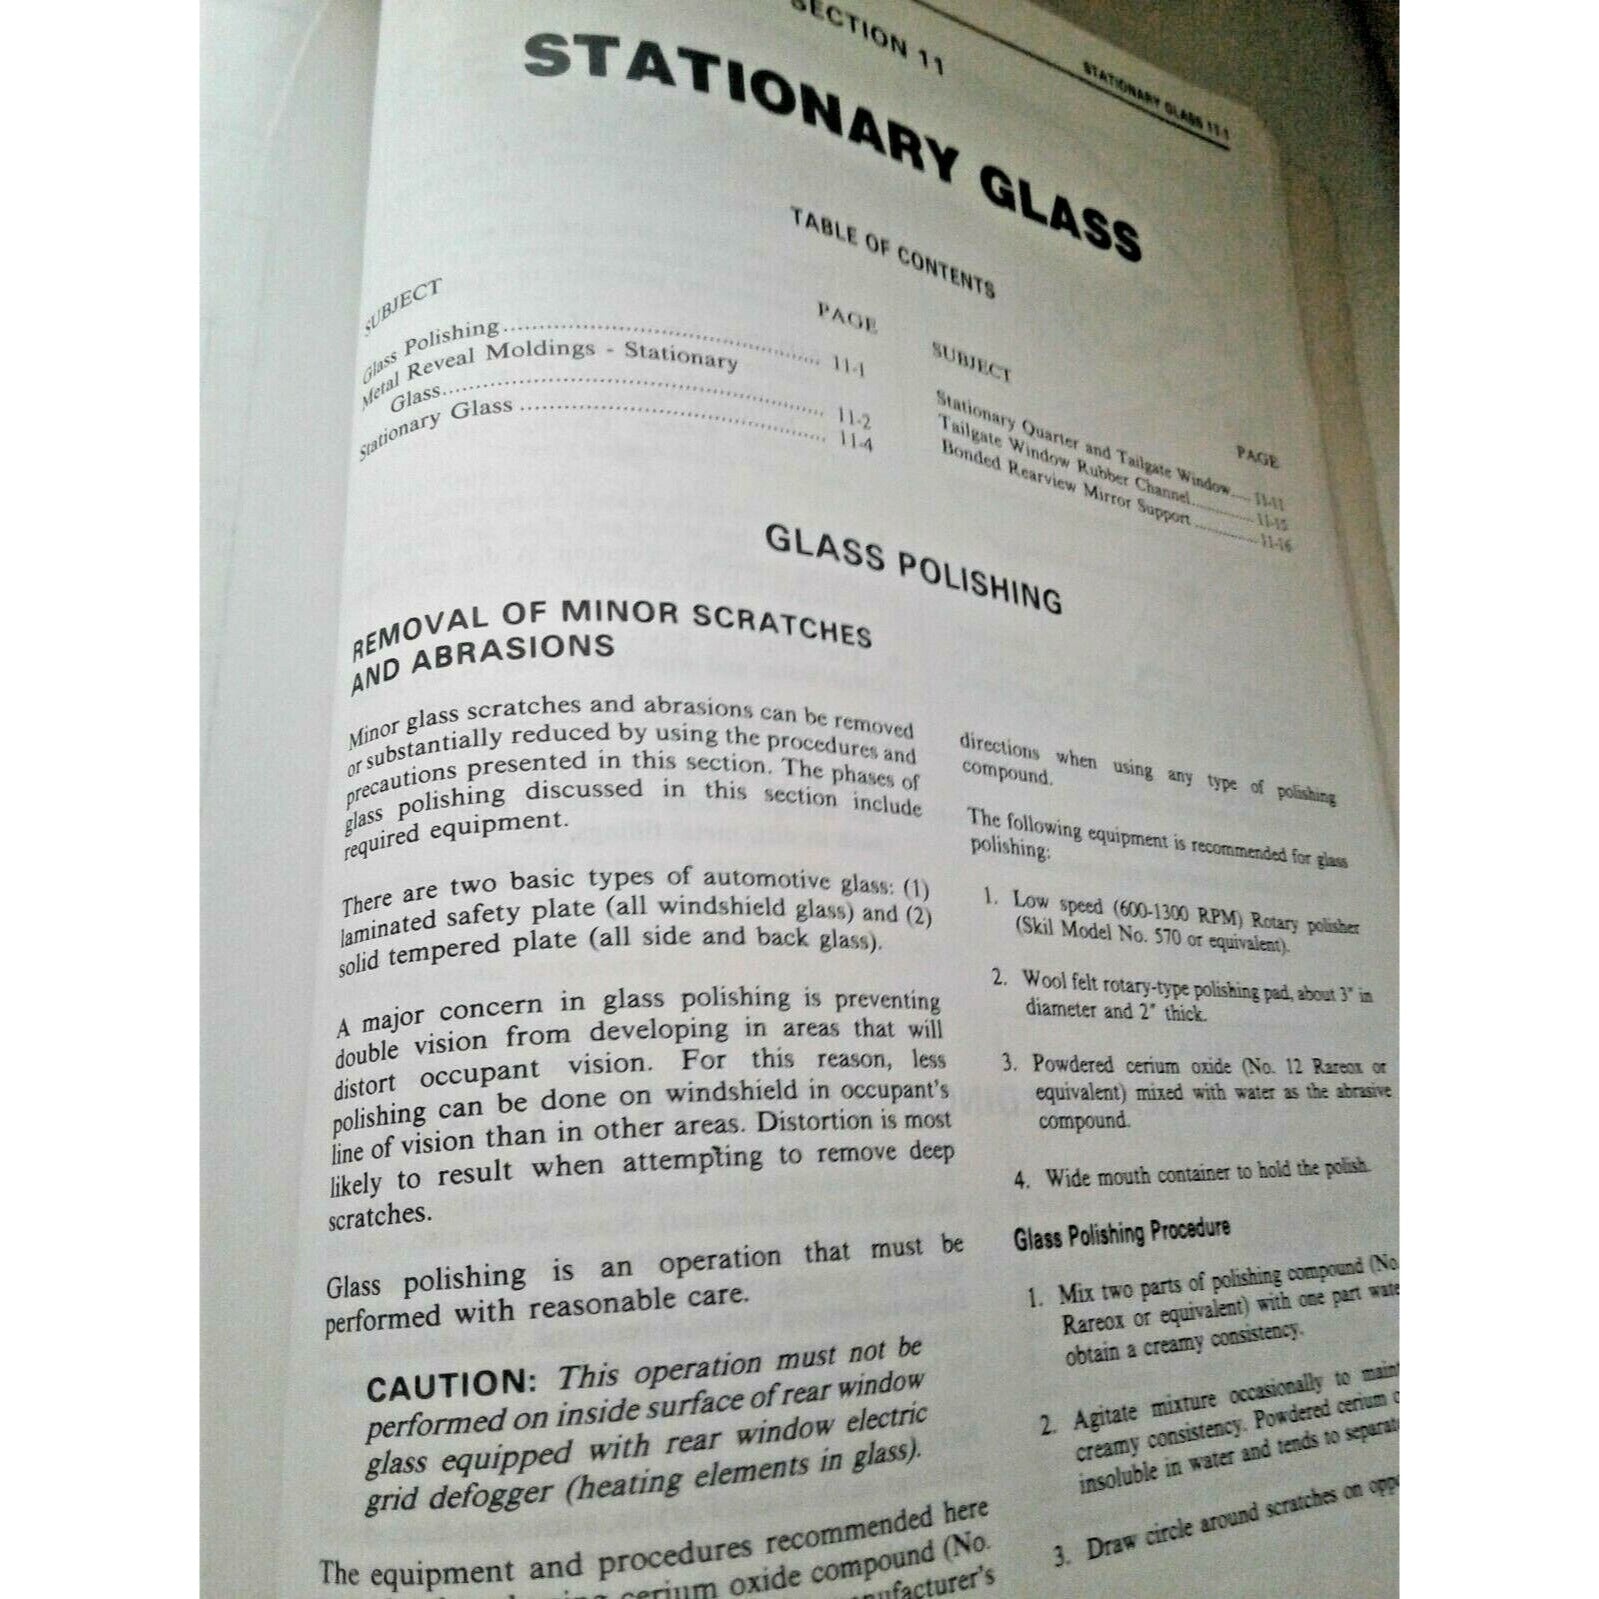 SECTION 11
STATIONARY GLASS 11-1
STATIONARY GLASS
TABLE OF CONTENTS
SUBJECT PAGE
Glass Polishing.......... 11-1
Metal Reveal Moldings - Stationary
Glass.......... 11-2
Stationary Glass .......... 11-4
SUBJECT PAGE
Stationary Quarter and Tailgate Window.... 11-11
Tailgate Window Rubber Channel.......... 11-15
Bonded Rearview Mirror Support .......... 11-16
GLASS POLISHING
REMOVAL OF MINOR SCRATCHES
AND ABRASIONS
Minor glass scratches and abrasions can be removed
or substantially reduced by using the procedures and
precautions presented in this section. The phases of
glass polishing discussed in this section include
required equipment.
There are two basic types of automotive glass: (1)
laminated safety plate (all windshield glass) and (2)
solid tempered plate (all side and back glass).
A major concern in glass polishing is preventing
double vision from developing in areas that will
distort occupant vision. For this reason, less
polishing can be done on windshield in occupant's
line of vision than in other areas. Distortion is most
likely to result when attempting to remove deep
scratches.
Glass polishing is an operation that must be
performed with reasonable care.
CAUTION: This operation must not be
performed on inside surface of rear window
glass equipped with rear window electric
grid defogger (heating elements in glass).
The equipment and procedures recommended here
cerium oxide compound (No.
directions when using any type of polishing
compound.
The following equipment is recommended for glass
polishing:
1. Low speed (600-1300 RPM) Rotary polisher
(Skil Model No. 570 or equivalent).
2. Wool felt rotary-type polishing pad, about 3" in
diameter and 2" thick.
3. Powdered cerium oxide (No. 12 Rareox or
equivalent) mixed with water as the abrasive
compound.
4. Wide mouth container to hold the polish.
Glass Polishing Procedure
1. Mix two parts of polishing compound (No.
Rareox or equivalent) with one part
obtain a creamy consistency.
2. Agitate mixture occasionally to
creamy consistency. Powdered cerium
insoluble in water and tends to
3. Draw circle around scratches on